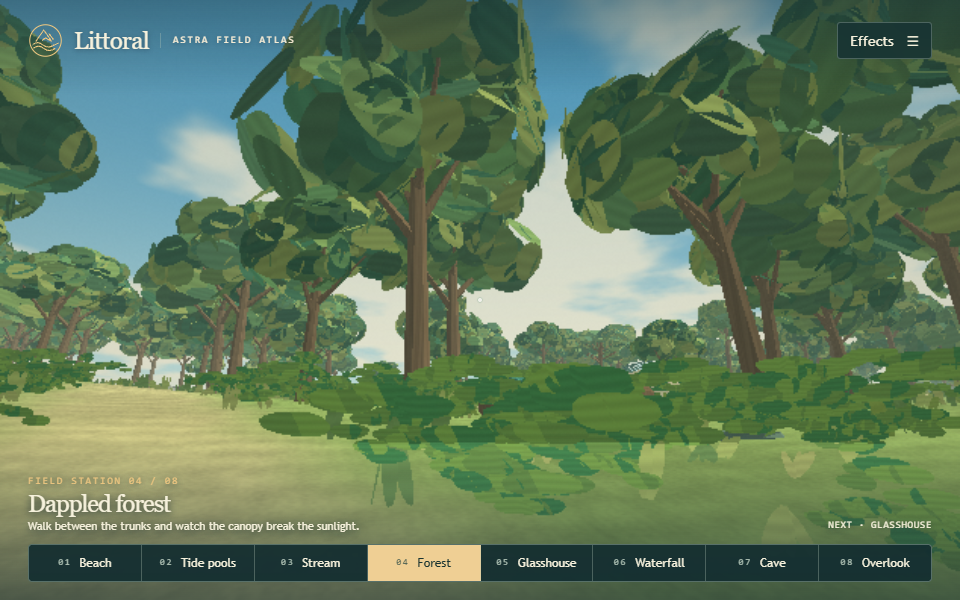 Littoral
ASTRA FIELD ATLAS
Effects
FIELD STATION 04 / 08
Dappled forest
Walk between the trunks and watch the canopy break the sunlight.
NEXT · GLASSHOUSE
01 Beach
02 Tide pools
03 Stream
04 Forest
05 Glasshouse
06 Waterfall
07 Cave
08 Overlook